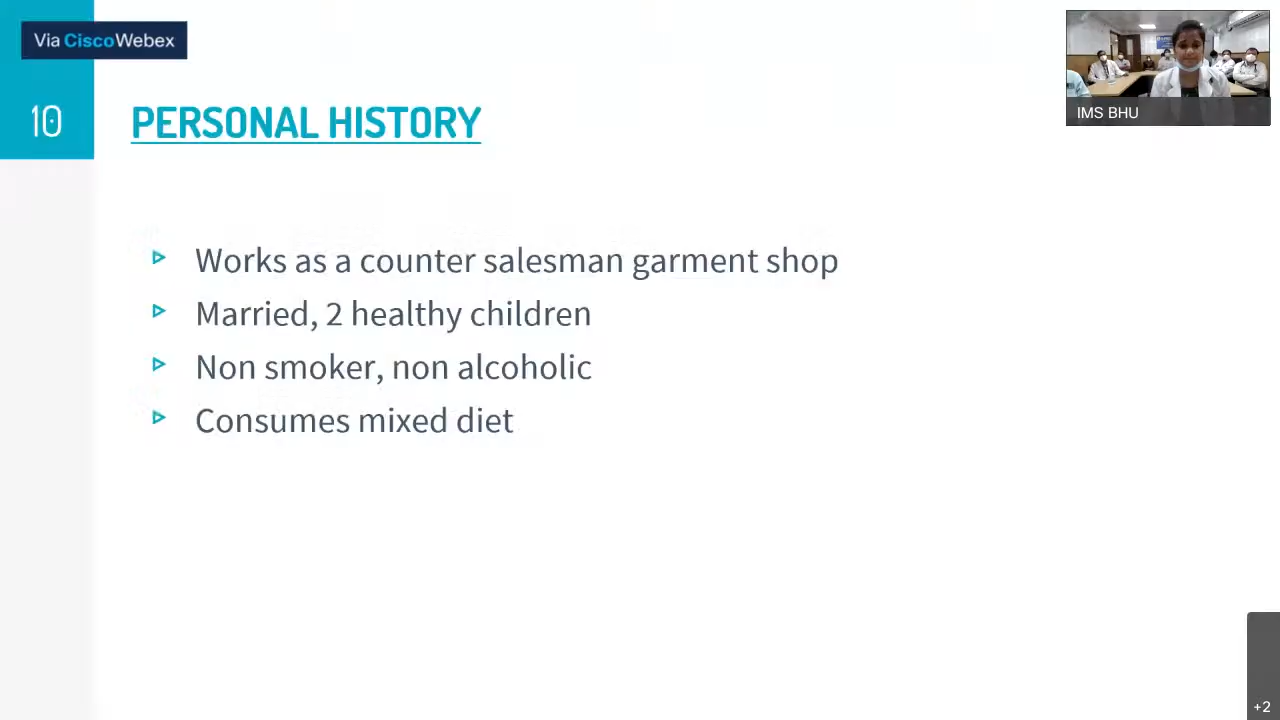 Via CiscoWebex
IMS BHU
10
PERSONAL HISTORY
Works as a counter salesman garment shop
Married, 2 healthy children
Non smoker, non alcoholic
Consumes mixed diet
+2